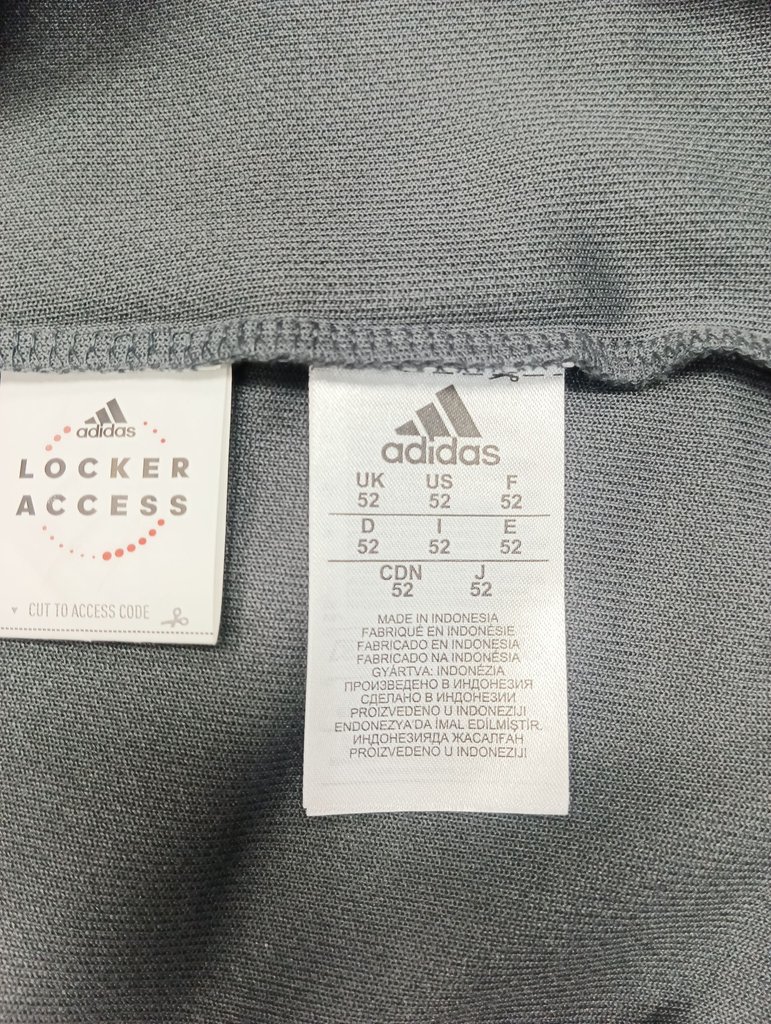 adidas
LOCKER
ACCESS
CUT TO ACCESS CODE
adidas
UK US F
52 52 52
D I E
52 52 52
CDN J
52 52
MADE IN INDONESIA
FABRIQUÉ EN INDONÉSIE
FABRICADO EN INDONESIA
FABRICADO NA INDONÉSIA
GYÁRTVA: INDONÉZIA
ПРОИЗВЕДЕНО В ИНДОНЕЗИЯ
СДЕЛАНО В ИНДОНЕЗИИ
PROIZVEDENO U INDONEZIJI
ENDONEZYA'DA İMAL EDİLMİŞTİR.
ИНДОНЕЗИЯДА ЖАСАЛҒАН
PROIZVEDENO U INDONEZIJI